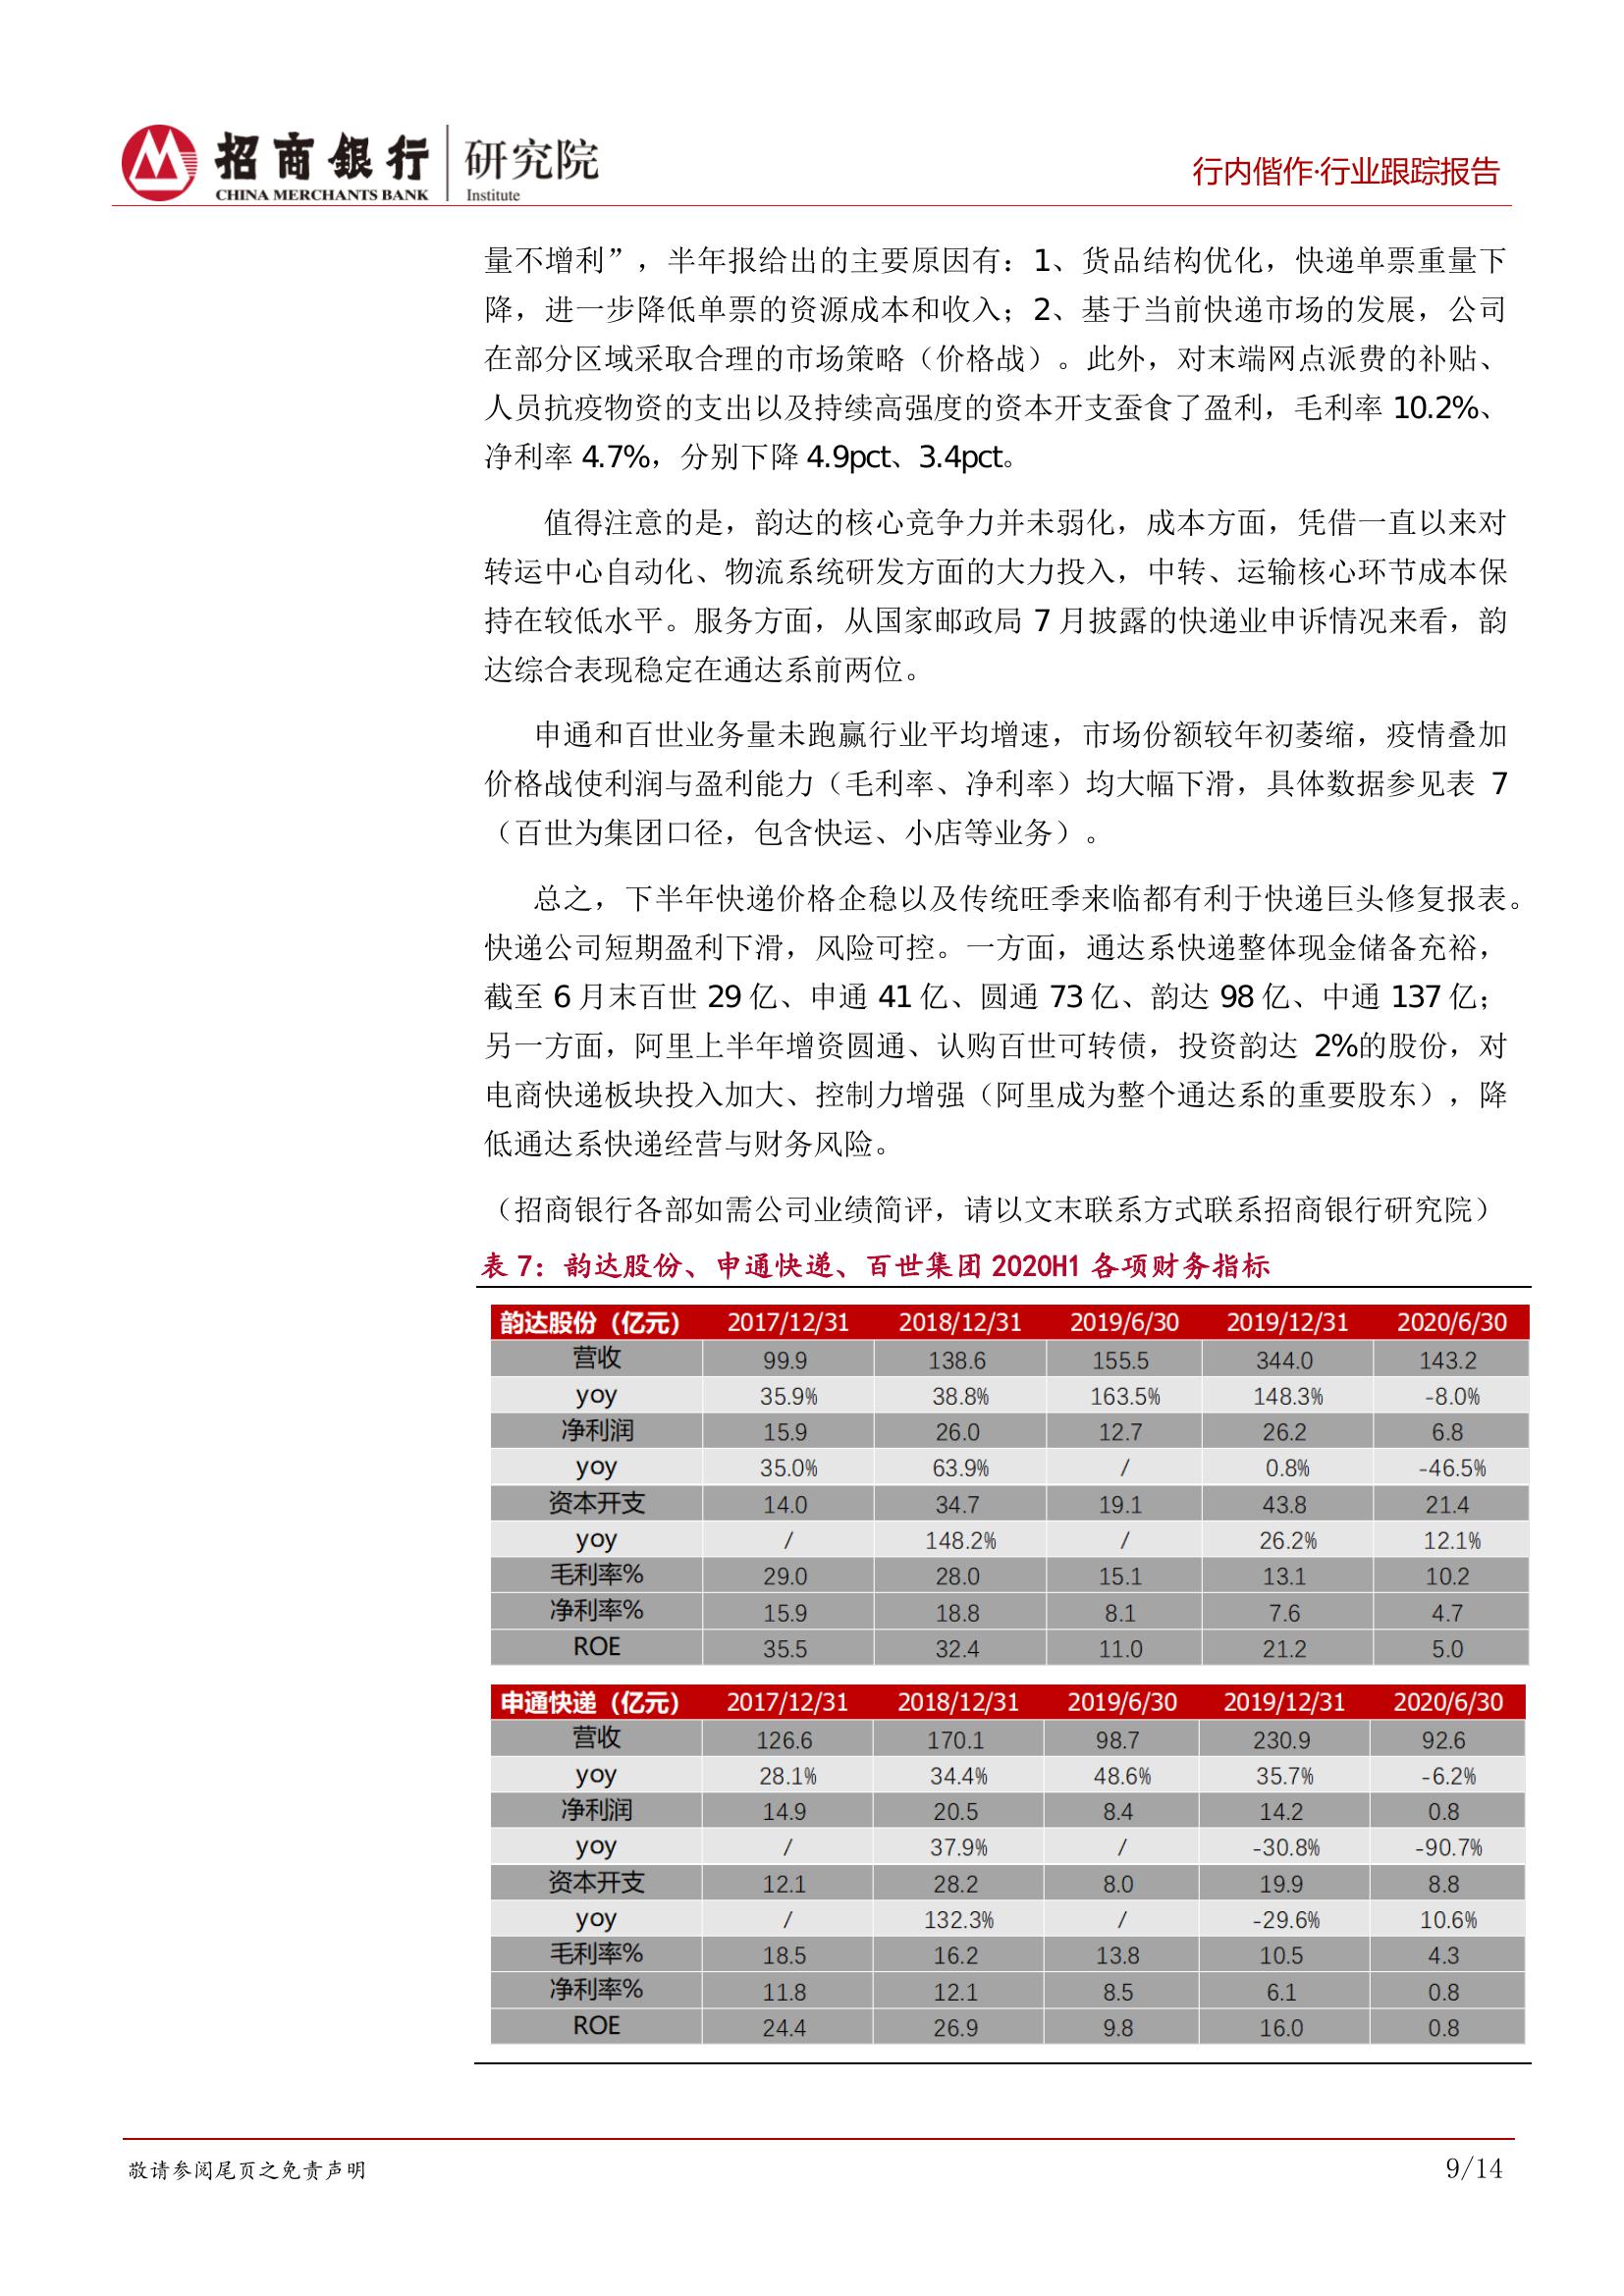 招商銀行 研究院
CHINA MERCHANTS BANK Institute
行内偕作·行业跟踪报告
量不增利”，半年报给出的主要原因有：1、货品结构优化，快递单票重量下
降，进一步降低单票的资源成本和收入；2、基于当前快递市场的发展，公司
在部分区域采取合理的市场策略（价格战）。此外，对末端网点派费的补贴、
人员抗疫物资的支出以及持续高强度的资本开支蚕食了盈利，毛利率 10.2%、
净利率 4.7%，分别下降 4.9pct、3.4pct。
值得注意的是，韵达的核心竞争力并未弱化，成本方面，凭借一直以来对
转运中心自动化、物流系统研发方面的大力投入，中转、运输核心环节成本保
持在较低水平。服务方面，从国家邮政局 7 月披露的快递业申诉情况来看，韵
达综合表现稳定在通达系前两位。
申通和百世业务量未跑赢行业平均增速，市场份额较年初萎缩，疫情叠加
价格战使利润与盈利能力（毛利率、净利率）均大幅下滑，具体数据参见表 7
（百世为集团口径，包含快运、小店等业务）。
总之，下半年快递价格企稳以及传统旺季来临都有利于快递巨头修复报表。
快递公司短期盈利下滑，风险可控。一方面，通达系快递整体现金储备充裕，
截至 6 月末百世 29 亿、申通 41 亿、圆通 73 亿、韵达 98 亿、中通 137 亿；
另一方面，阿里上半年增资圆通、认购百世可转债，投资韵达 2%的股份，对
电商快递板块投入加大、控制力增强（阿里成为整个通达系的重要股东），降
低通达系快递经营与财务风险。
（招商银行各部如需公司业绩简评，请以文末联系方式联系招商银行研究院）
表 7：韵达股份、申通快递、百世集团 2020H1 各项财务指标
韵达股份（亿元） 2017/12/31 2018/12/31 2019/6/30 2019/12/31 2020/6/30
营收 99.9 138.6 155.5 344.0 143.2
yoy 35.9% 38.8% 163.5% 148.3% -8.0%
净利润 15.9 26.0 12.7 26.2 6.8
yoy 35.0% 63.9% / 0.8% -46.5%
资本开支 14.0 34.7 19.1 43.8 21.4
yoy / 148.2% / 26.2% 12.1%
毛利率% 29.0 28.0 15.1 13.1 10.2
净利率% 15.9 18.8 8.1 7.6 4.7
ROE 35.5 32.4 11.0 21.2 5.0
申通快递（亿元） 2017/12/31 2018/12/31 2019/6/30 2019/12/31 2020/6/30
营收 126.6 170.1 98.7 230.9 92.6
yoy 28.1% 34.4% 48.6% 35.7% -6.2%
净利润 14.9 20.5 8.4 14.2 0.8
yoy / 37.9% / -30.8% -90.7%
资本开支 12.1 28.2 8.0 19.9 8.8
yoy / 132.3% / -29.6% 10.6%
毛利率% 18.5 16.2 13.8 10.5 4.3
净利率% 11.8 12.1 8.5 6.1 0.8
ROE 24.4 26.9 9.8 16.0 0.8
敬请参阅尾页之免责声明
9/14